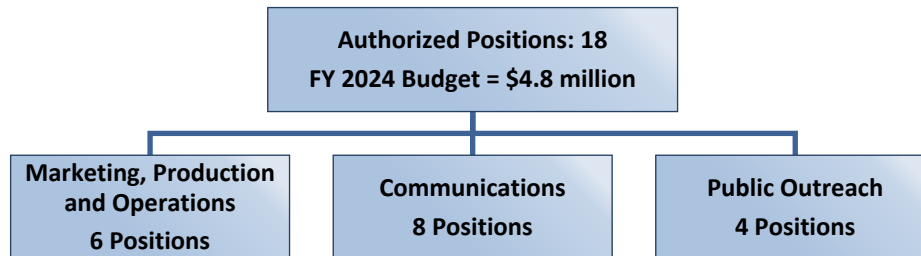 Authorized Positions: 18
FY 2024 Budget = $4.8 million
Marketing, Production
and Operations
6 Positions
Communications
8 Positions
Public Outreach
4 Positions